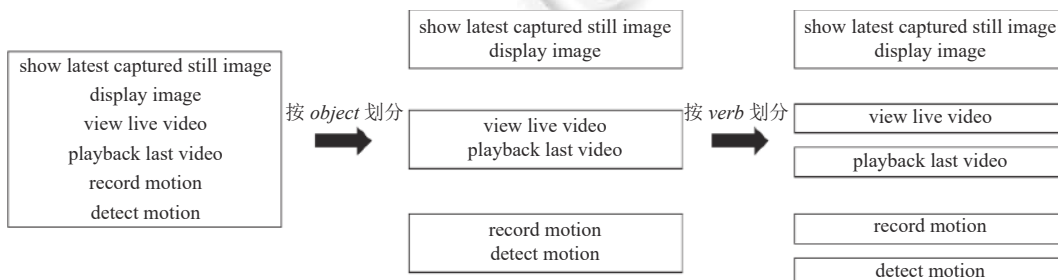 show latest captured still image
display image
view live video
playback last video
record motion
detect motion
按 object 划分
show latest captured still image
display image
view live video
playback last video
record motion
detect motion
按 verb 划分
show latest captured still image
display image
view live video
playback last video
record motion
detect motion